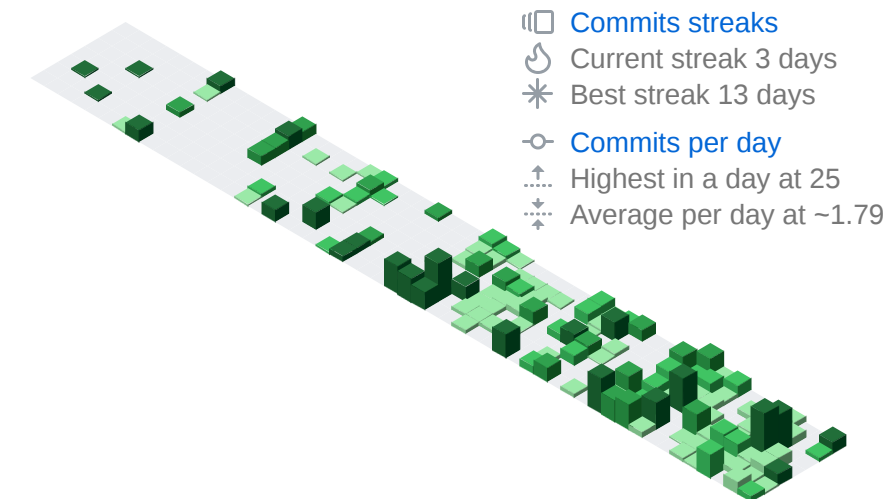 Commits streaks
Current streak 3 days
Best streak 13 days
Commits per day
Highest in a day at 25
Average per day at ~1.79